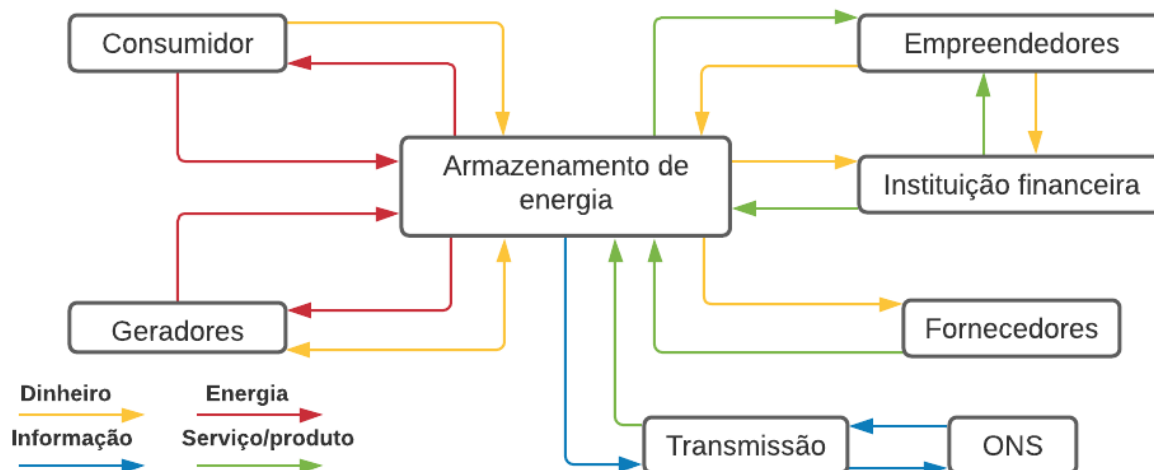 Consumidor
Empreendedores
Armazenamento de
energia
Instituição financeira
Geradores
Fornecedores
Dinheiro
Energia
Informação
Serviço/produto
Transmissão
ONS